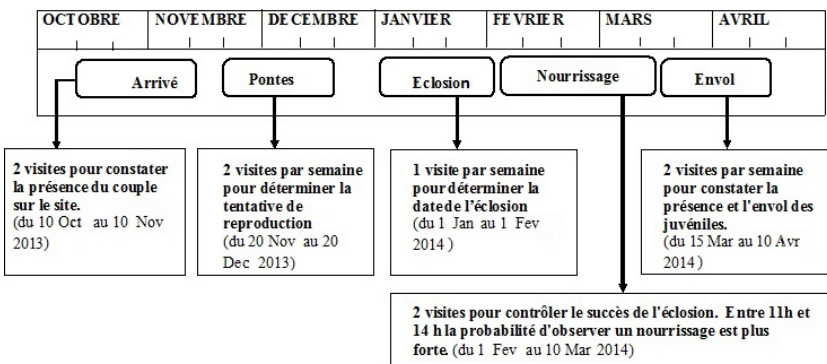 OCTOBRE NOVEMBRE DECEMBRE JANVIER FEVRIER MARS AVRIL
Arrivé Pontes Eclosion Nourrissage Envol
2 visites pour constater
la présence du couple
sur le site.
(du 10 Oct au 10 Nov
2013)
2 visites par semaine
pour déterminer la
tentative de
reproduction
(du 20 Nov au 20
Dec 2013)
1 visite par semaine
pour déterminer la
date de l'éclosion
(du 1 Jan au 1 Fev
2014 )
2 visites par semaine
pour constater la
présence et l'envol des
juvéniles.
(du 15 Mar au 10 Avr
2014 )
2 visites pour contrôler le succès de l'éclosion. Entre 11h et
14 h la probabilité d'observer un nourrissage est plus
forte. (du 1 Fev au 10 Mar 2014)